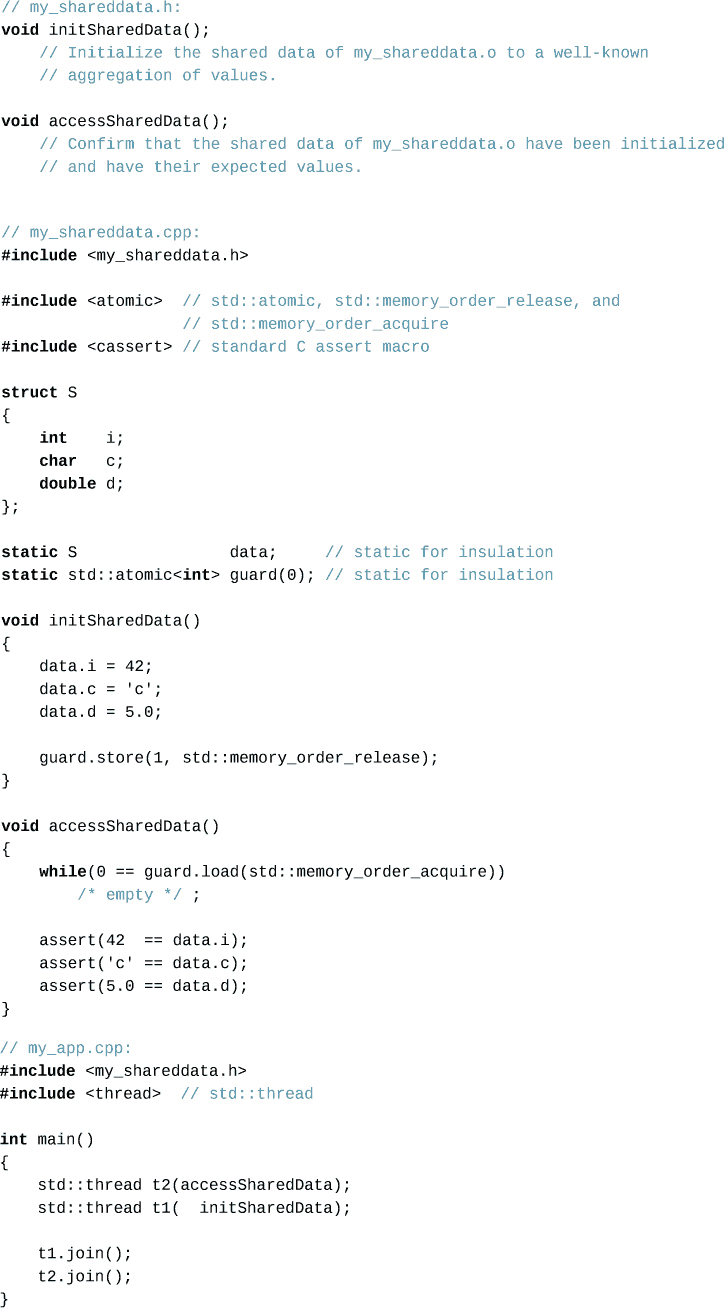 // my_shareddata.h:
void initSharedData();
    // Initialize the shared data of my_shareddata.o to a well-known
    // aggregation of values.

void accessSharedData();
    // Confirm that the shared data of my_shareddata.o have been initialized
    // and have their expected values.


// my_shareddata.cpp:
#include <my_shareddata.h>

#include <atomic>  // std::atomic, std::memory_order_release, and
                   // std::memory_order_acquire
#include <cassert> // standard C assert macro

struct S
{
    int    i;
    char   c;
    double d;
};

static S                data;     // static for insulation
static std::atomic<int> guard(0); // static for insulation

void initSharedData()
{
    data.i = 42;
    data.c = 'c';
    data.d = 5.0;

    guard.store(1, std::memory_order_release);
}

void accessSharedData()
{
    while(0 == guard.load(std::memory_order_acquire))
        /* empty */ ;

    assert(42  == data.i);
    assert('c' == data.c);
    assert(5.0 == data.d);
}

// my_app.cpp:
#include <my_shareddata.h>
#include <thread>  // std::thread

int main()
{
    std::thread t2(accessSharedData);
    std::thread t1(  initSharedData);

    t1.join();
    t2.join();
}